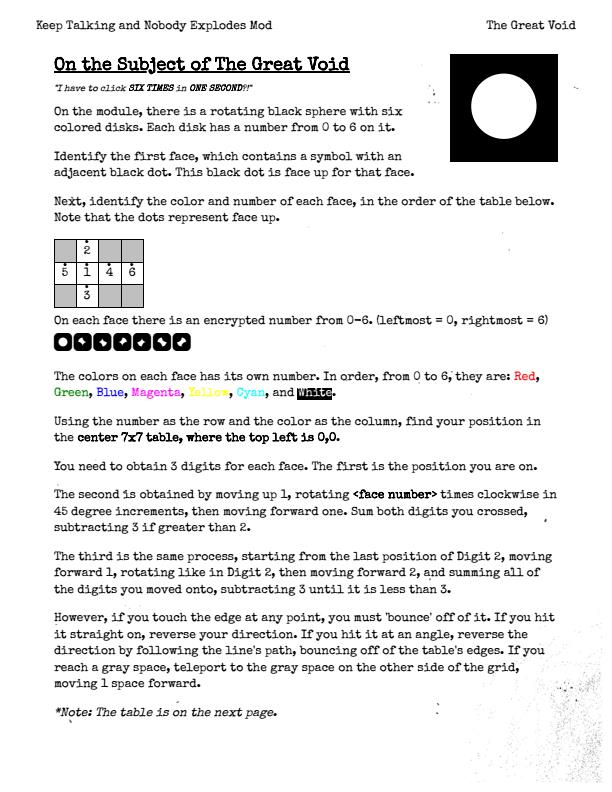 Keep Talking and Nobody Explodes Mod The Great Void
On the Subject of The Great Void
"I have to click SIX TIMES in ONE SECOND?!"
On the module, there is a rotating black sphere with six
colored disks. Each disk has a number from 0 to 6 on it.
Identify the first face, which contains a symbol with an
adjacent black dot. This black dot is face up for that face.
Next, identify the color and number of each face, in the order of the table below.
Note that the dots represent face up.
2
5 1 4 6
3
On each face there is an encrypted number from 0-6. (leftmost = 0, rightmost = 6)
The colors on each face has its own number. In order, from 0 to 6, they are: Red,
Green, Blue, Magenta, Yellow, Cyan, and White.
Using the number as the row and the color as the column, find your position in
the center 7x7 table, where the top left is 0,0.
You need to obtain 3 digits for each face. The first is the position you are on.
The second is obtained by moving up 1, rotating <face number> times clockwise in
45 degree increments, then moving forward one. Sum both digits you crossed,
subtracting 3 if greater than 2.
The third is the same process, starting from the last position of Digit 2, moving
forward 1, rotating like in Digit 2, then moving forward 2, and summing all of
the digits you moved onto, subtracting 3 until it is less than 3.
However, if you touch the edge at any point, you must 'bounce' off of it. If you hit
it straight on, reverse your direction. If you hit it at an angle, reverse the
direction by following the line's path, bouncing off of the table's edges. If you
reach a gray space, teleport to the gray space on the other side of the grid,
moving 1 space forward.
*Note: The table is on the next page.